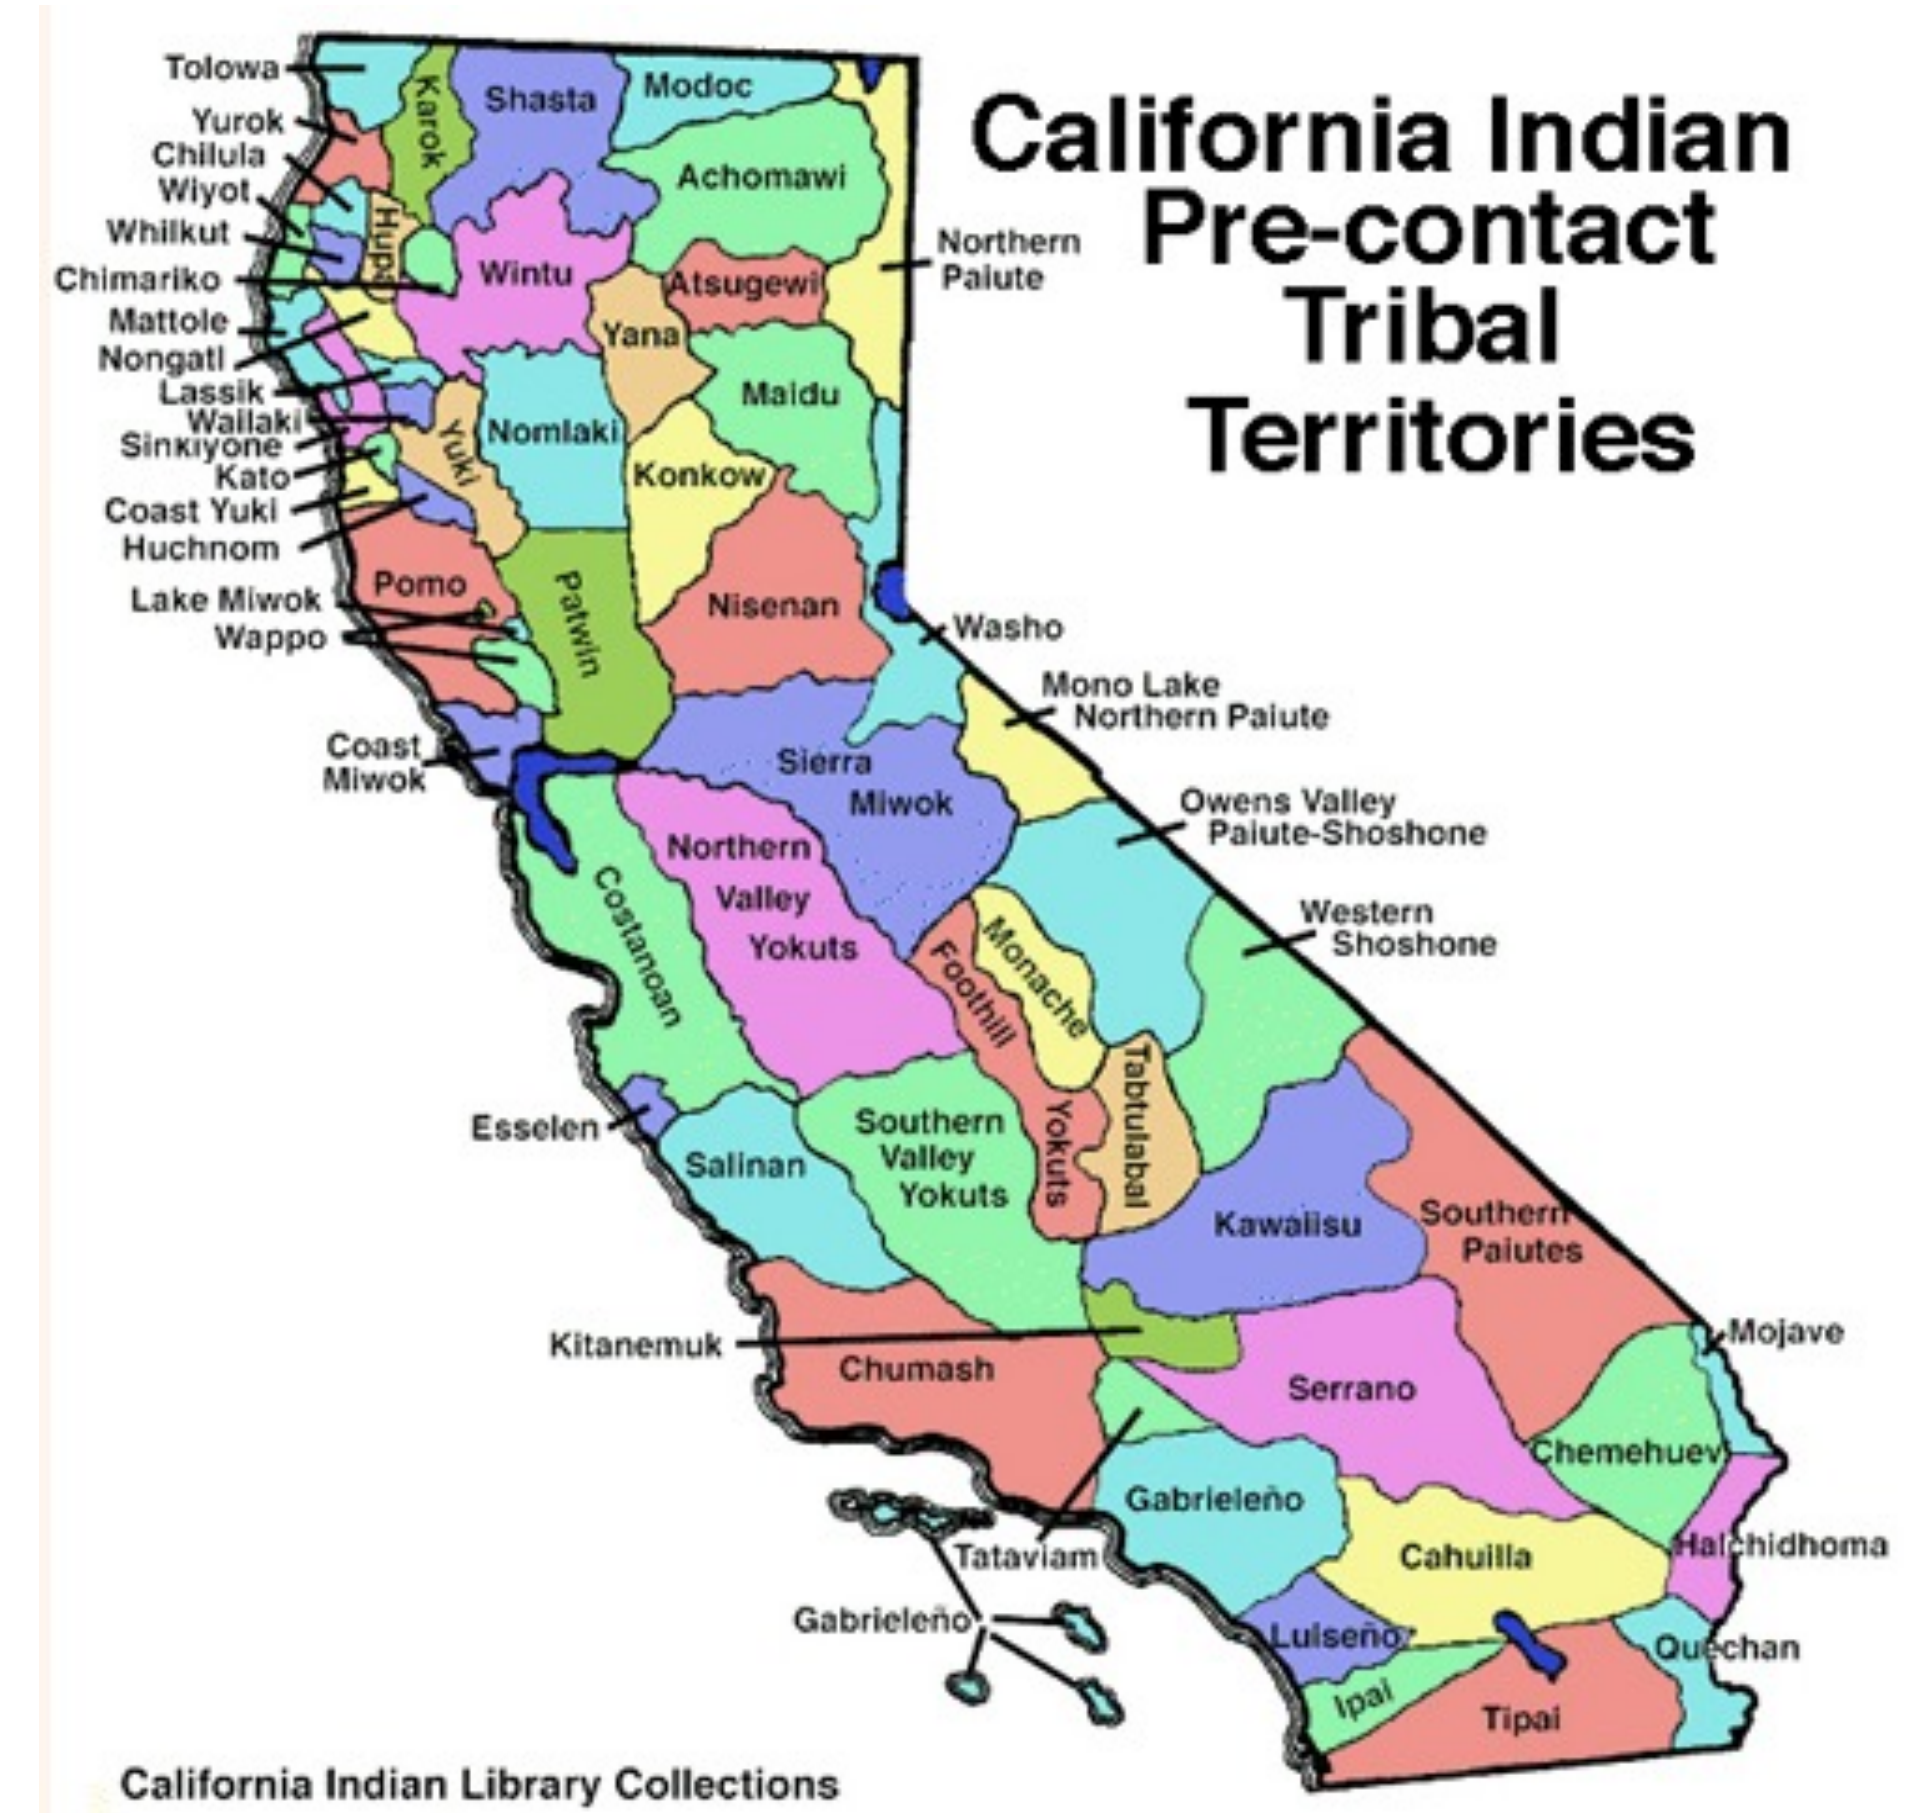 California Indian
Pre-contact
Tribal
Territories
Tolowa
Yurok
Chilula
Wiyot
Whilkut
Chimariko
Mattole
Nongatl
Lassik
Wailaki
Sinkiyone
Kato
Coast Yuki
Huchnom
Lake Miwok
Wappo
Coast
Miwok
Karok
Shasta
Modoc
Achomawi
Hupa
Wintu
Atsugewi
Yana
Northern
Paiute
Maidu
Yuki
Nomlaki
Konkow
Pomo
Patwin
Nisenan
Washo
Mono Lake
Northern Paiute
Sierra
Miwok
Owens Valley
Paiute-Shoshone
Northern
Valley
Yokuts
Costanoan
Western
Shoshone
Monache
Foothill
Yokuts
Tabtulabal
Esselen
Salinan
Southern
Valley
Yokuts
Kawaiisu
Southern
Paiutes
Kitanemuk
Chumash
Serrano
Mojave
Chemehuevi
Gabrieleño
Tataviam
Cahuilla
Halchidhoma
Gabrieleño
Luiseño
Quechan
Ipai
Tipai
California Indian Library Collections